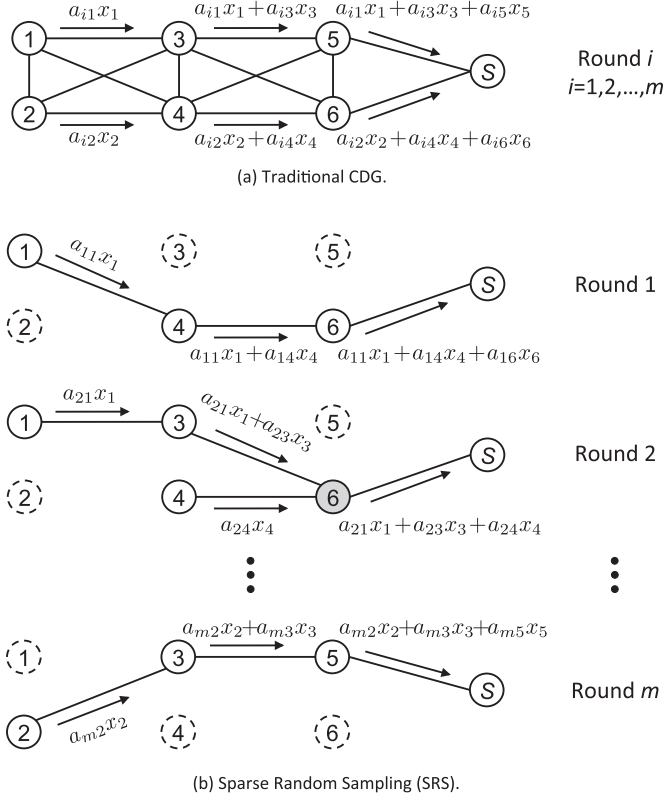 a_{i1}x_1 a_{i1}x_1+a_{i3}x_3 a_{i1}x_1+a_{i3}x_3+a_{i5}x_5
1 3 5
S
Round i
i=1,2,...,m
2 4 6
a_{i2}x_2 a_{i2}x_2+a_{i4}x_4 a_{i2}x_2+a_{i4}x_4+a_{i6}x_6
(a) Traditional CDG.
1 3 5
a_{11}x_1
S Round 1
2 4 6
a_{11}x_1+a_{14}x_4 a_{11}x_1+a_{14}x_4+a_{16}x_6
a_{21}x_1 a_{21}x_1+a_{23}x_3
1 3 5
S Round 2
2 4 6
a_{24}x_4 a_{21}x_1+a_{23}x_3+a_{24}x_4
a_{m2}x_2+a_{m3}x_3 a_{m2}x_2+a_{m3}x_3+a_{m5}x_5
1 3 5
S Round m
2 4 6
a_{m2}x_2
(b) Sparse Random Sampling (SRS).